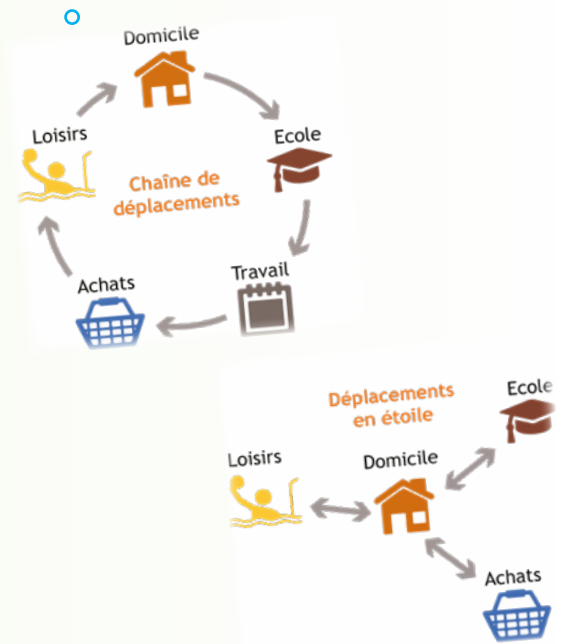 Domicile
Loisirs
Ecole
Chaîne de
déplacements
Achats
Travail
Déplacements
en étoile
Ecole
Loisirs
Domicile
Achats